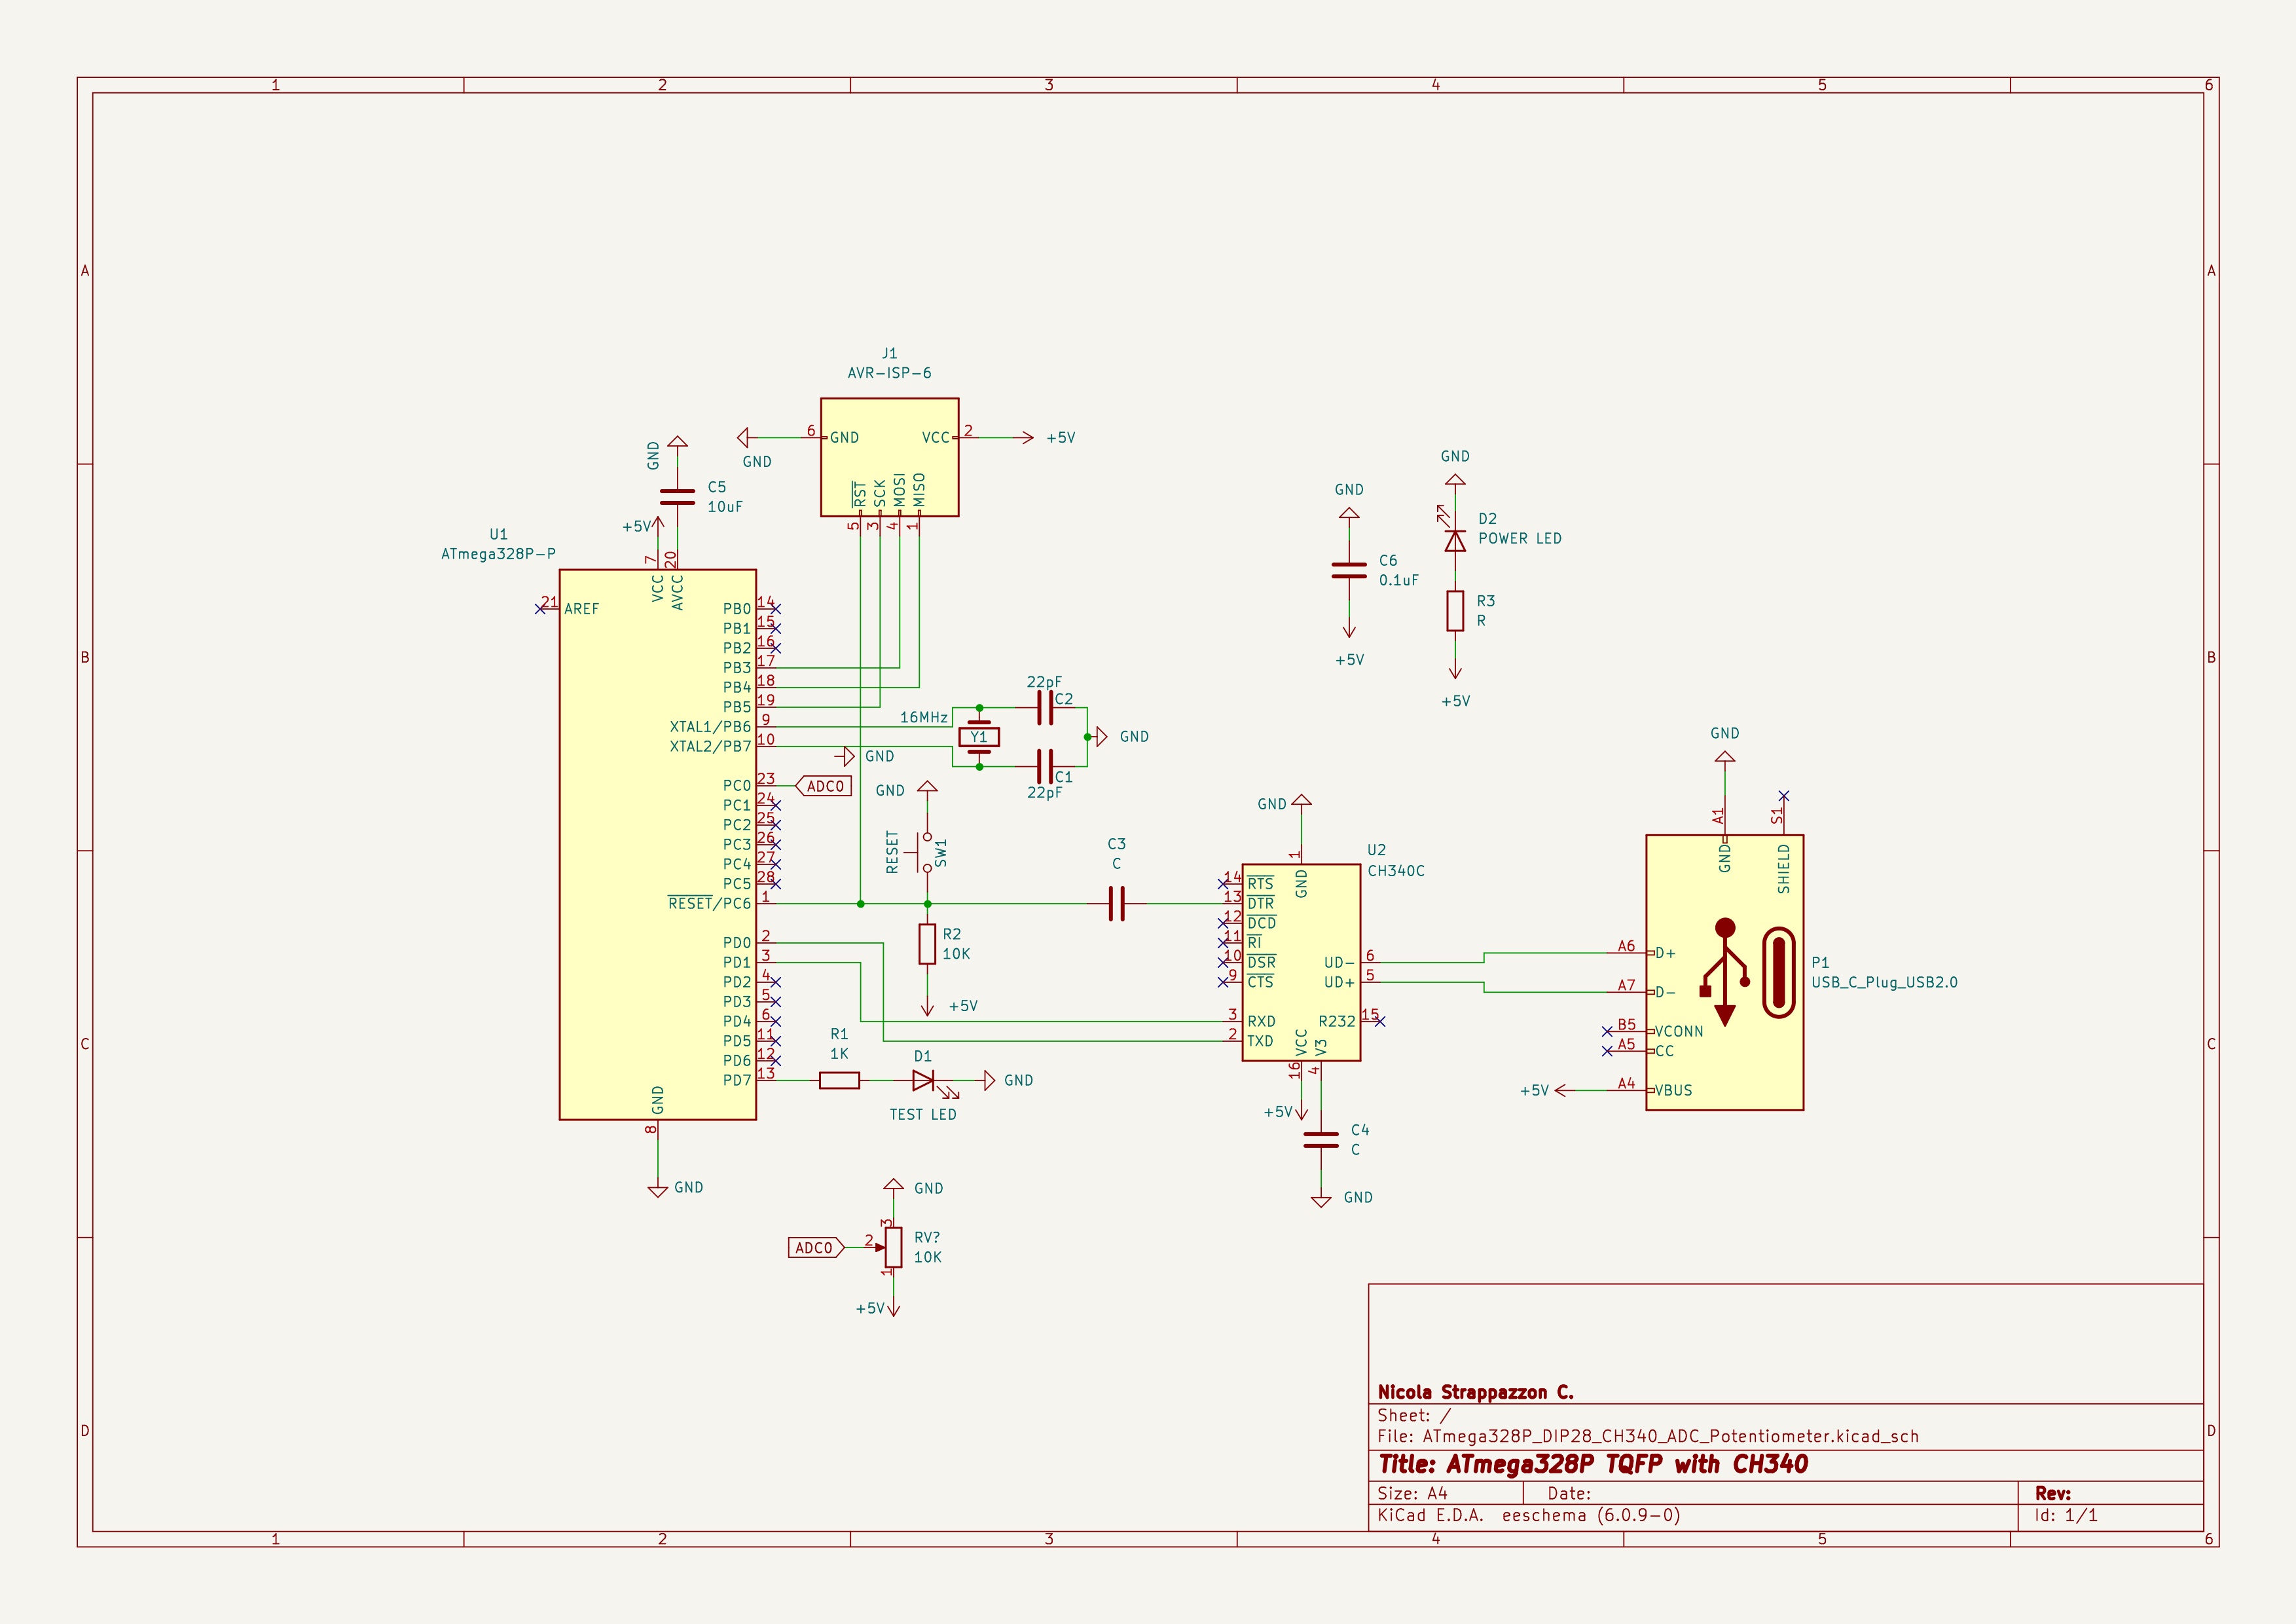 1 2 3 4 5 6
A A
J1
AVR-ISP-6
6 GND VCC 2 +5V
GND
RST SCK MOSI MISO
5 3 4 1
GND
C5
10uF
+5V
7 20
VCC AVCC
U1
ATmega328P-P
21 AREF
PB0 14
PB1 15
PB2 16
PB3 17
PB4 18
PB5 19
XTAL1/PB6 9
XTAL2/PB7 10
PC0 23
PC1 24
PC2 25
PC3 26
PC4 27
PC5 28
RESET/PC6 1
PD0 2
PD1 3
PD2 4
PD3 5
PD4 6
PD5 11
PD6 12
PD7 13
GND
8
GND
ADC0
GND
16MHz
Y1
22pF
C2
C1
22pF
GND
GND
RESET
SW1
R2
10K
+5V
R1
1K
D1
TEST LED
GND
GND
3
ADC0 2
RV?
10K
1
+5V
C3
C
GND
C6
0.1uF
+5V
GND
D2
POWER LED
R3
R
+5V
B B
GND
1
GND
U2
CH340C
14 RTS
13 DTR
12 DCD
11 RI
10 DSR
9 CTS
3 RXD
2 TXD
UD- 6
UD+ 5
R232 15
VCC V3
16 4
+5V
C4
C
GND
GND
A1 S1
GND SHIELD
A6 D+
A7 D-
B5 VCONN
A5 CC
+5V A4 VBUS
P1
USB_C_Plug_USB2.0
C C
Nicola Strappazzon C.
Sheet: /
File: ATmega328P_DIP28_CH340_ADC_Potentiometer.kicad_sch
Title: ATmega328P TQFP with CH340
Size: A4 Date: Rev:
KiCad E.D.A. eeschema (6.0.9-0) Id: 1/1
D D
1 2 3 4 5 6